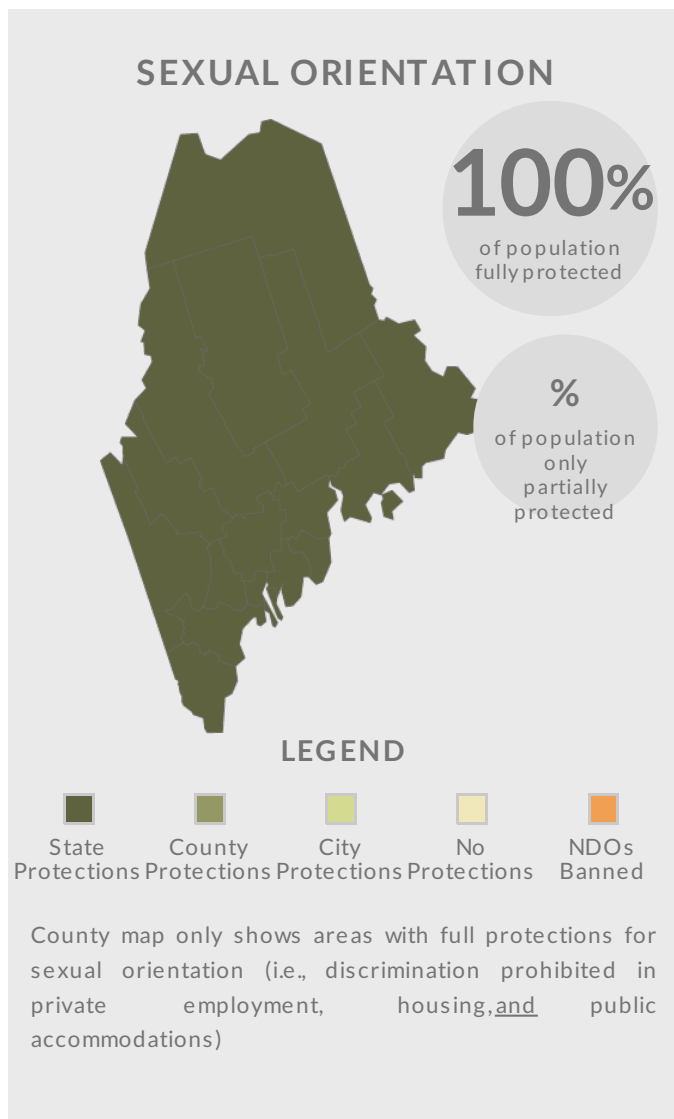 SEXUAL ORIENTATION
100%
of population
fully protected
%
of population
only
partially
protected
LEGEND
State
Protections
County
Protections
City
Protections
No
Protections
NDOs
Banned
County map only shows areas with full protections for
sexual orientation (i.e., discrimination prohibited in
private employment, housing, and public
accommodations)